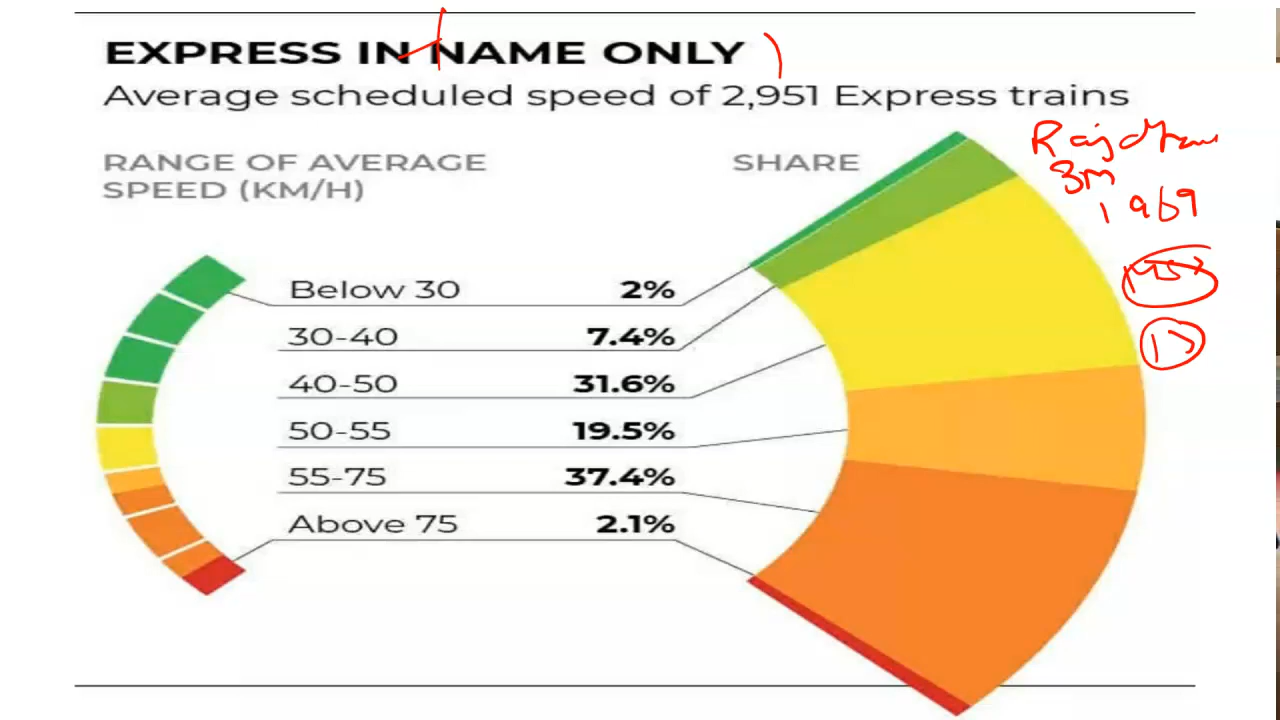 EXPRESS IN NAME ONLY
Average scheduled speed of 2,951 Express trains
RANGE OF AVERAGE
SPEED (KM/H)
SHARE
Below 30 2%
30-40 7.4%
40-50 31.6%
50-55 19.5%
55-75 37.4%
Above 75 2.1%
3M
1969